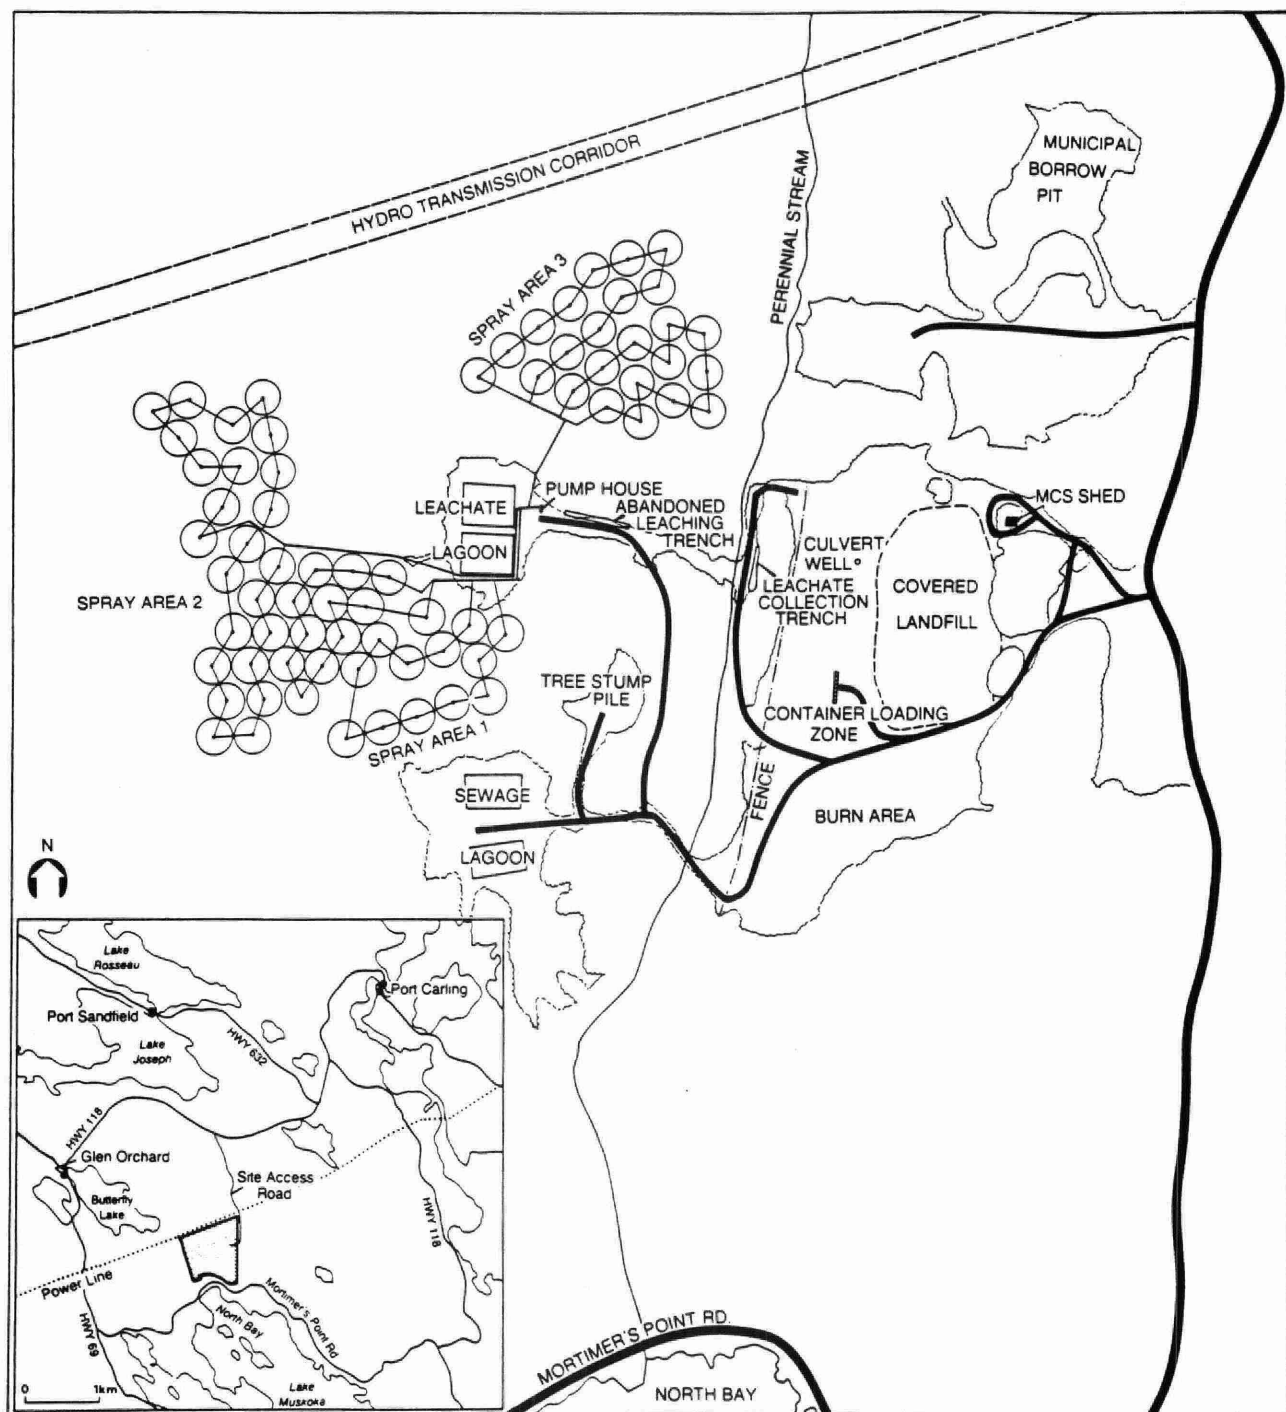 HYDRO TRANSMISSION CORRIDOR
PERENNIAL STREAM
MUNICIPAL
BORROW
PIT
SPRAY AREA 3
LEACHATE
LAGOON
PUMP HOUSE
ABANDONED
LEACHING
TRENCH
MCS SHED
CULVERT
WELL
LEACHATE
COLLECTION
TRENCH
COVERED
LANDFILL
SPRAY AREA 2
TREE STUMP
PILE
CONTAINER LOADING
ZONE
SPRAY AREA 1
SEWAGE
LAGOON
FENCE
BURN AREA
N
Lake
Rosseau
Port Carling
Port Sandfield
Lake
Joseph
HWY 632
HWY 118
Glen Orchard
Butterfly
Lake
Site Access
Road
HWY 118
Power Line
HWY 69
North Bay
Mortimer's Point Rd
Lake
Muskoka
0 1km
MORTIMER'S POINT RD.
NORTH BAY